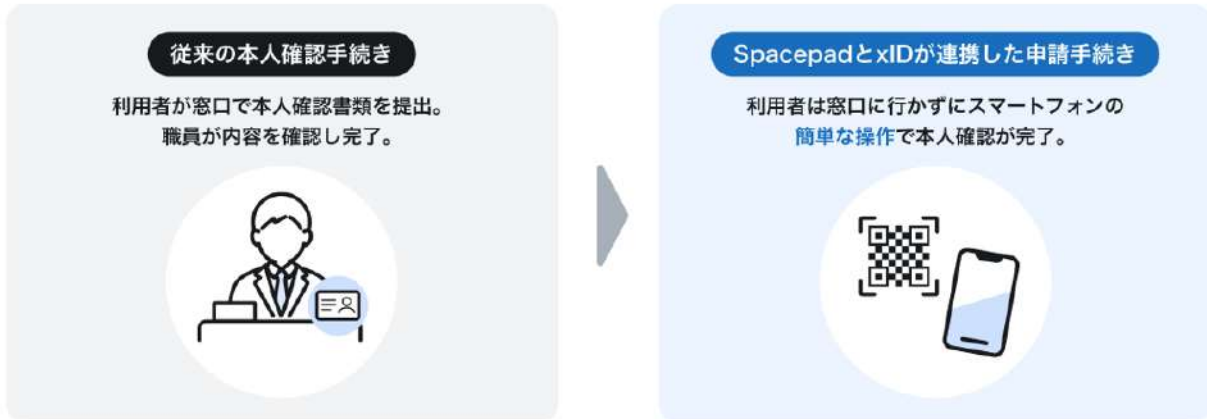 従来の本人確認手続き
利用者が窓口で本人確認書類を提出。
職員が内容を確認し完了。
SpacepadとxIDが連携した申請手続き
利用者は窓口に行かずにスマートフォンの
簡単な操作で本人確認が完了。